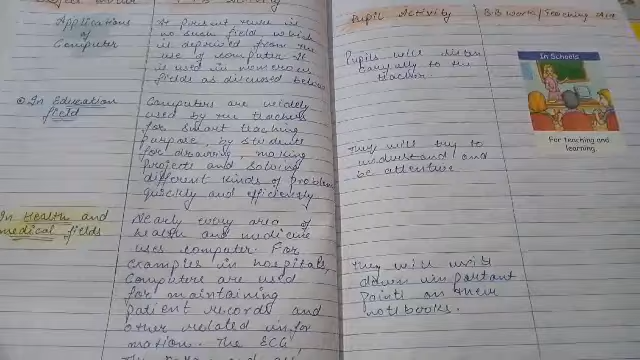 Pupil Activity
B.B Work/Teaching Aid
Applications
of
Computer
At present there is
no such field which
is deprived from the
use of computer. It
is used in numerous
fields as discussed below
Pupils will listen
carefully to the
teacher.
In Schools
For teaching and
learning.
In Education
field
Computers are widely
used by the teachers
for smart teaching
purpose, by students
for drawing, making
projects and solving
different kinds of problems
quickly and efficiently
They will try to
understand and
be attentive
In Health and
medical fields
Nearly every area of
health and medicine
uses computer. For
examples in hospitals,
Computers are used
for maintaining
patient records and
other related infor
mation. The ECG
They will write
down important
points on their
notebooks.